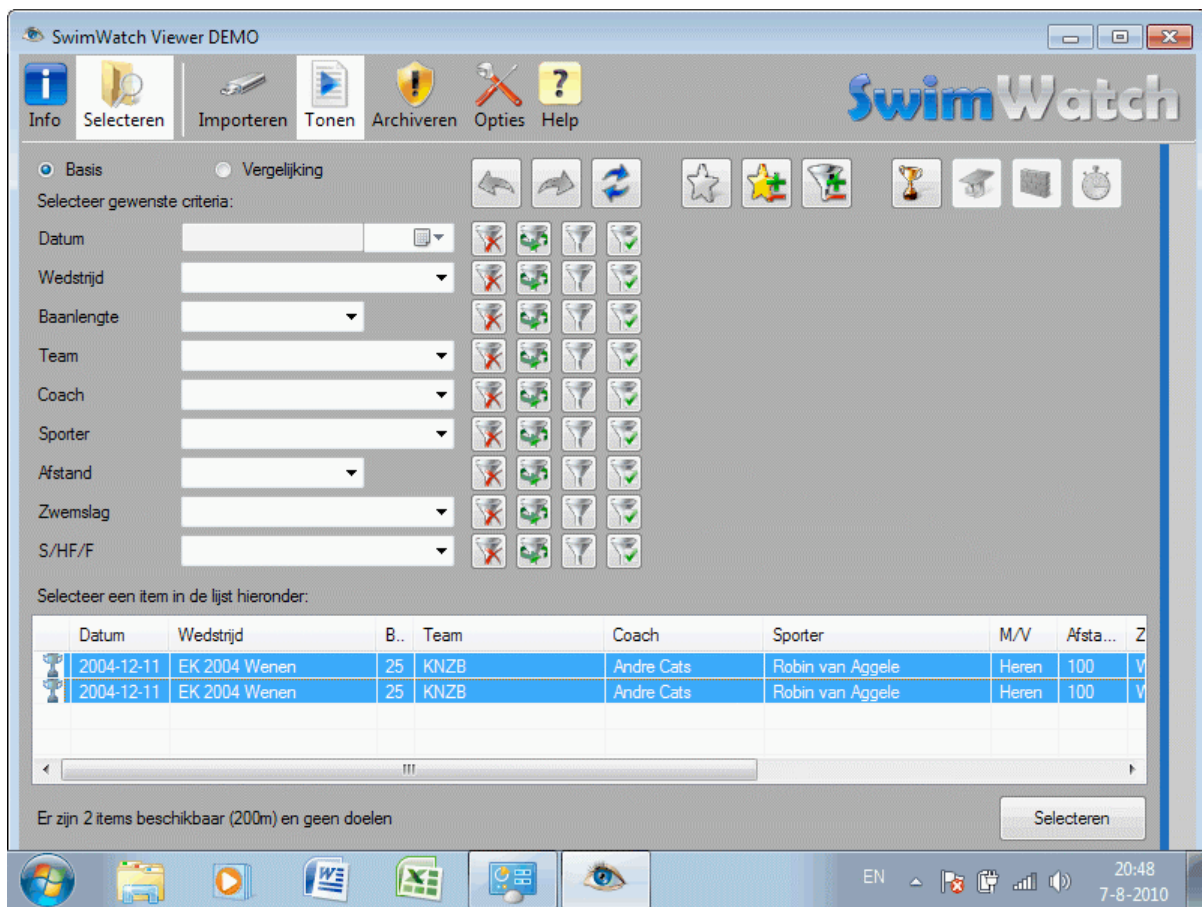 SwimWatch Viewer DEMO
Info Selecteren Importeren Tonen Archiveren Opties Help SwimWatch
Basis Vergelijking
Selecteer gewenste criteria:
Datum
Wedstrijd
Baanlengte
Team
Coach
Sporter
Afstand
Zwemslag
S/HF/F
Selecteer een item in de lijst hieronder:
Datum Wedstrijd B.. Team Coach Sporter M/V Afsta... Z
2004-12-11 EK 2004 Wenen 25 KNZB Andre Cats Robin van Aggele Heren 100 V
2004-12-11 EK 2004 Wenen 25 KNZB Andre Cats Robin van Aggele Heren 100 V
Er zijn 2 items beschikbaar (200m) en geen doelen Selecteren
EN 20:48
7-8-2010